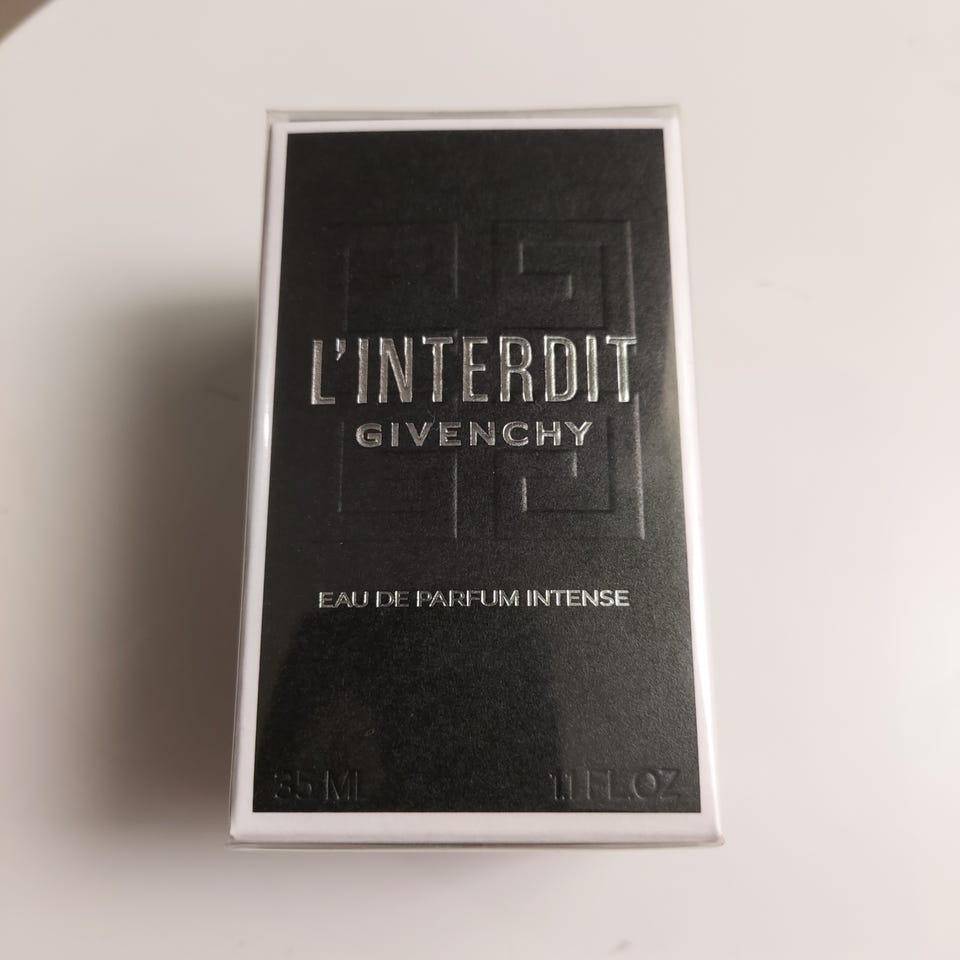 L'INTERDIT
GIVENCHY
EAU DE PARFUM INTENSE
35 ML 1.1 FL.OZ